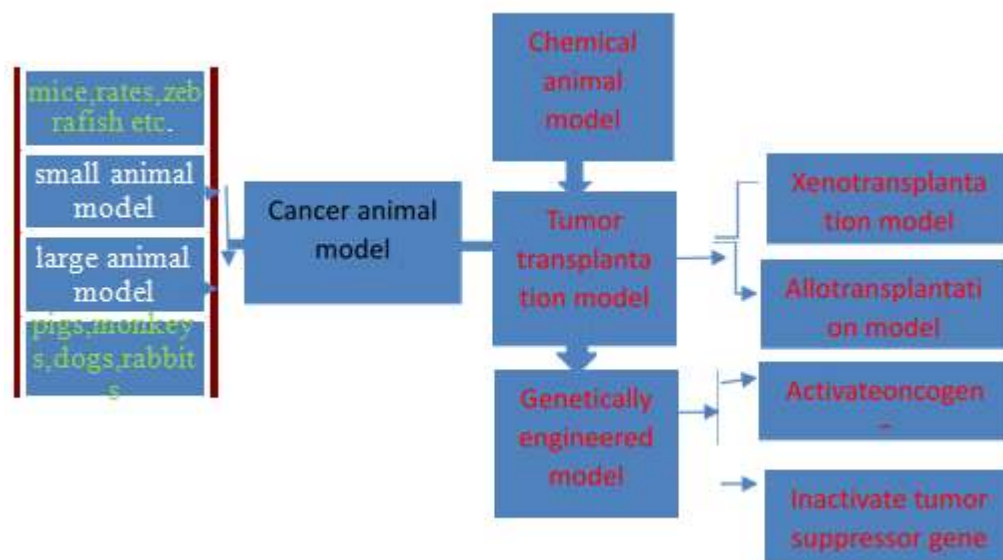 mice,rates,zeb
rafish etc.
small animal
model
large animal
model
pigs,monkey
s,dogs,rabbit
s
Cancer animal
model
Chemical
animal
model
Tumor
transplanta
tion model
Genetically
engineered
model
Xenotransplanta
tion model
Allotransplantati
on model
Activateoncogen
Inactivate tumor
suppressor gene